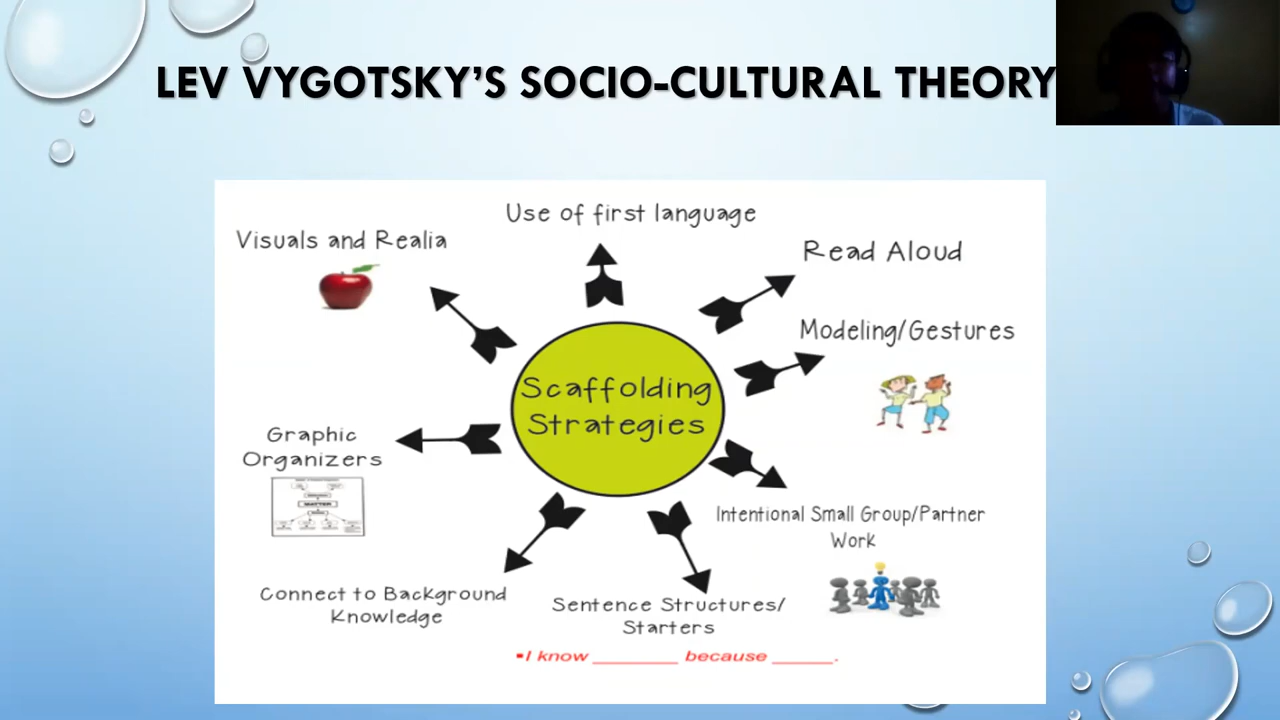 LEV VYGOTSKY’S SOCIO-CULTURAL THEORY
Use of first language
Visuals and Realia
Read Aloud
Modeling/Gestures
Scaffolding
Strategies
Graphic
Organizers
MATTER
Intentional Small Group/Partner
Work
Connect to Background
Knowledge
Sentence Structures/
Starters
▪I know ________ because ______.